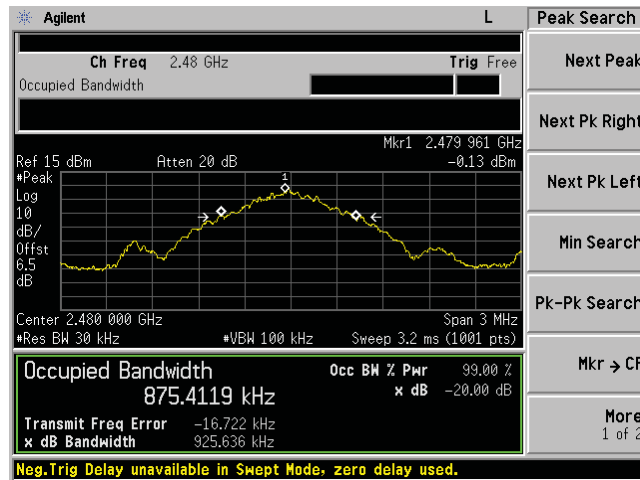 Agilent L
Peak Search
Ch Freq 2.48 GHz Trig Free
Occupied Bandwidth
Next Peak
Next Pk Right
Next Pk Left
Min Search
Pk-Pk Search
Mkr → CF
More
1 of 2
Mkr1 2.479 961 GHz
Ref 15 dBm Atten 20 dB -0.13 dBm
#Peak
Log
10
dB/
Offst
6.5
dB
1
Center 2.480 000 GHz Span 3 MHz
#Res BW 30 kHz #VBW 100 kHz Sweep 3.2 ms (1001 pts)
Occupied Bandwidth
875.4119 kHz
Occ BW % Pwr 99.00 %
x dB -20.00 dB
Transmit Freq Error -16.722 kHz
x dB Bandwidth 925.636 kHz
Neg.Trig Delay unavailable in Swept Mode, zero delay used.